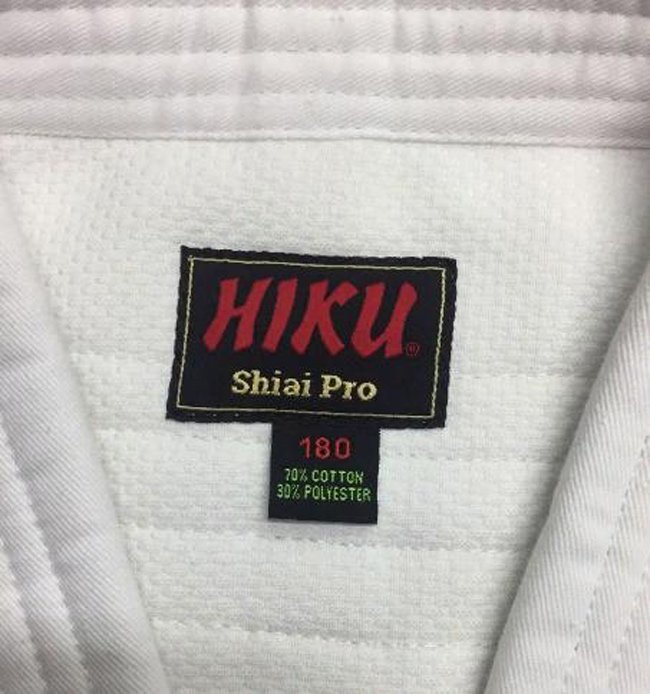 HIKU®
Shiai Pro
180
70% COTTON
30% POLYESTER